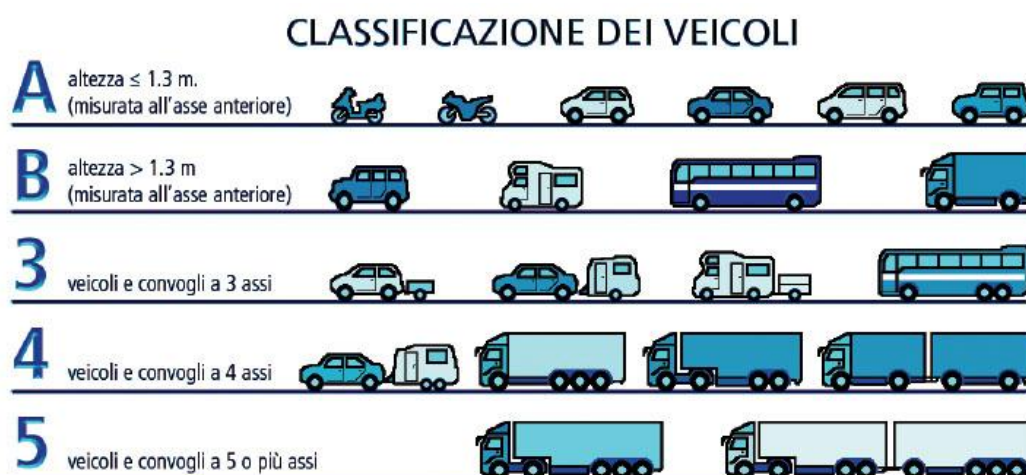 CLASSIFICAZIONE DEI VEICOLI
A
altezza ≤ 1.3 m.
(misurata all'asse anteriore)
B
altezza > 1.3 m
(misurata all'asse anteriore)
3
veicoli e convogli a 3 assi
4
veicoli e convogli a 4 assi
5
veicoli e convogli a 5 o più assi